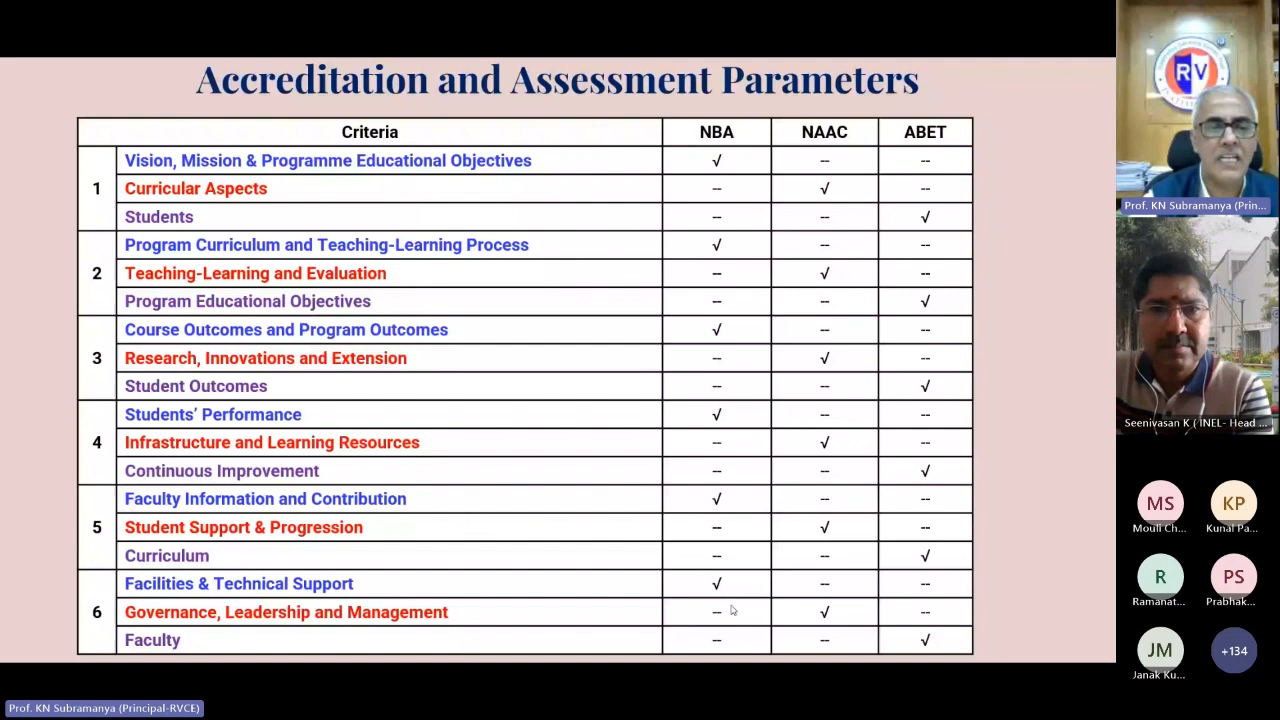 Accreditation and Assessment Parameters
Criteria NBA NAAC ABET
1
Vision, Mission & Programme Educational Objectives √ -- --
Curricular Aspects -- √ --
Students -- -- √
2
Program Curriculum and Teaching-Learning Process √ -- --
Teaching-Learning and Evaluation -- √ --
Program Educational Objectives -- -- √
3
Course Outcomes and Program Outcomes √ -- --
Research, Innovations and Extension -- √ --
Student Outcomes -- -- √
4
Students’ Performance √ -- --
Infrastructure and Learning Resources -- √ --
Continuous Improvement -- -- √
5
Faculty Information and Contribution √ -- --
Student Support & Progression -- √ --
Curriculum -- -- √
6
Facilities & Technical Support √ -- --
Governance, Leadership and Management -- √ --
Faculty -- -- √
RV
Prof. KN Subramanya (Prin...
Seenivasan K ( INEL- Head ...
MS KP
Mouli Ch... Kunal Pa...
R PS
Ramanat... Prabhak...
JM +134
Janak Ku...
Prof. KN Subramanya (Principal-RVCE)